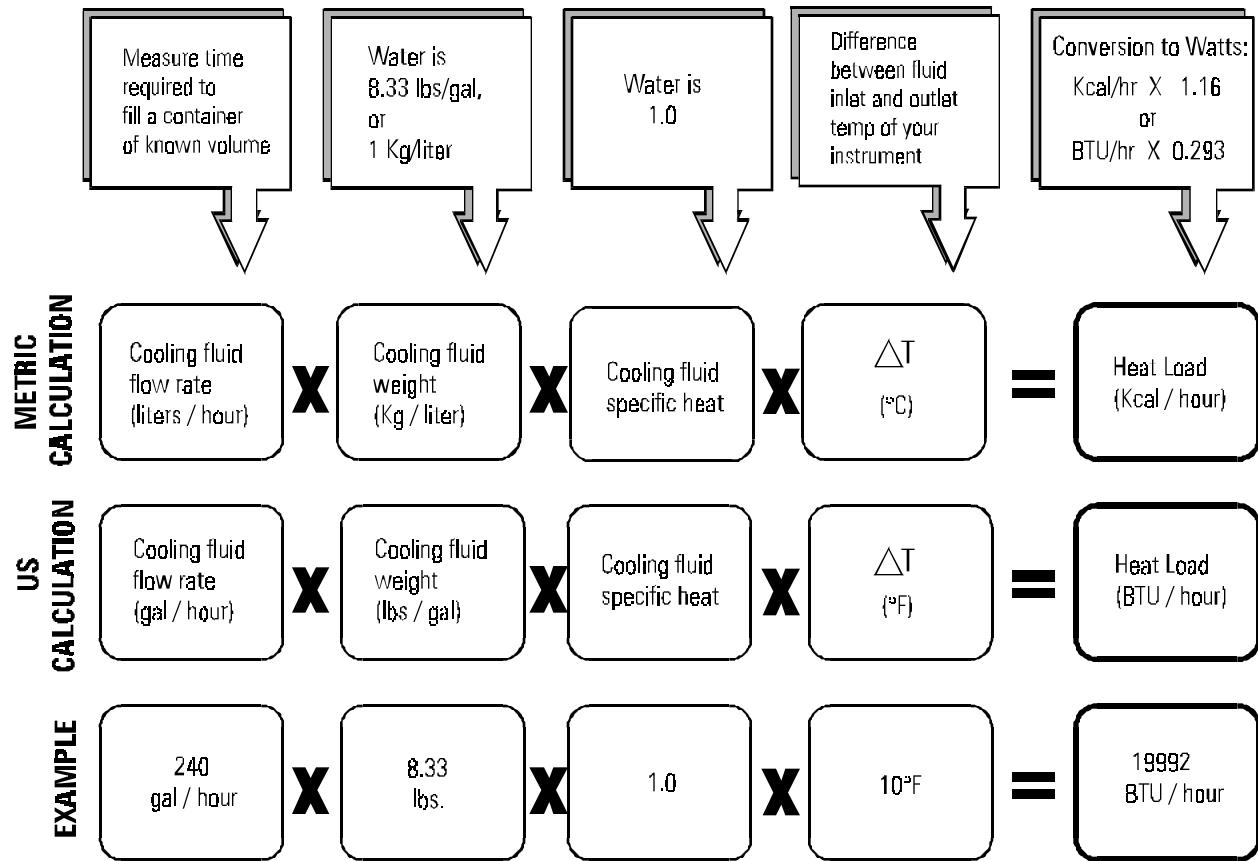 Measure time
required to
fill a container
of known volume
Water is
8.33 lbs/gal,
or
1 Kg/liter
Water is
1.0
Difference
between fluid
inlet and outlet
temp of your
instrument
Conversion to Watts:
Kcal/hr X 1.16
or
BTU/hr X 0.293
METRIC
CALCULATION
Cooling fluid
flow rate
(liters / hour)
X
Cooling fluid
weight
(Kg / liter)
X
Cooling fluid
specific heat
X
△T
(°C)
=
Heat Load
(Kcal / hour)
US
CALCULATION
Cooling fluid
flow rate
(gal / hour)
X
Cooling fluid
weight
(lbs / gal)
X
Cooling fluid
specific heat
X
△T
(°F)
=
Heat Load
(BTU / hour)
EXAMPLE
240
gal / hour
X
8.33
lbs.
X
1.0
X
10°F
=
19992
BTU / hour